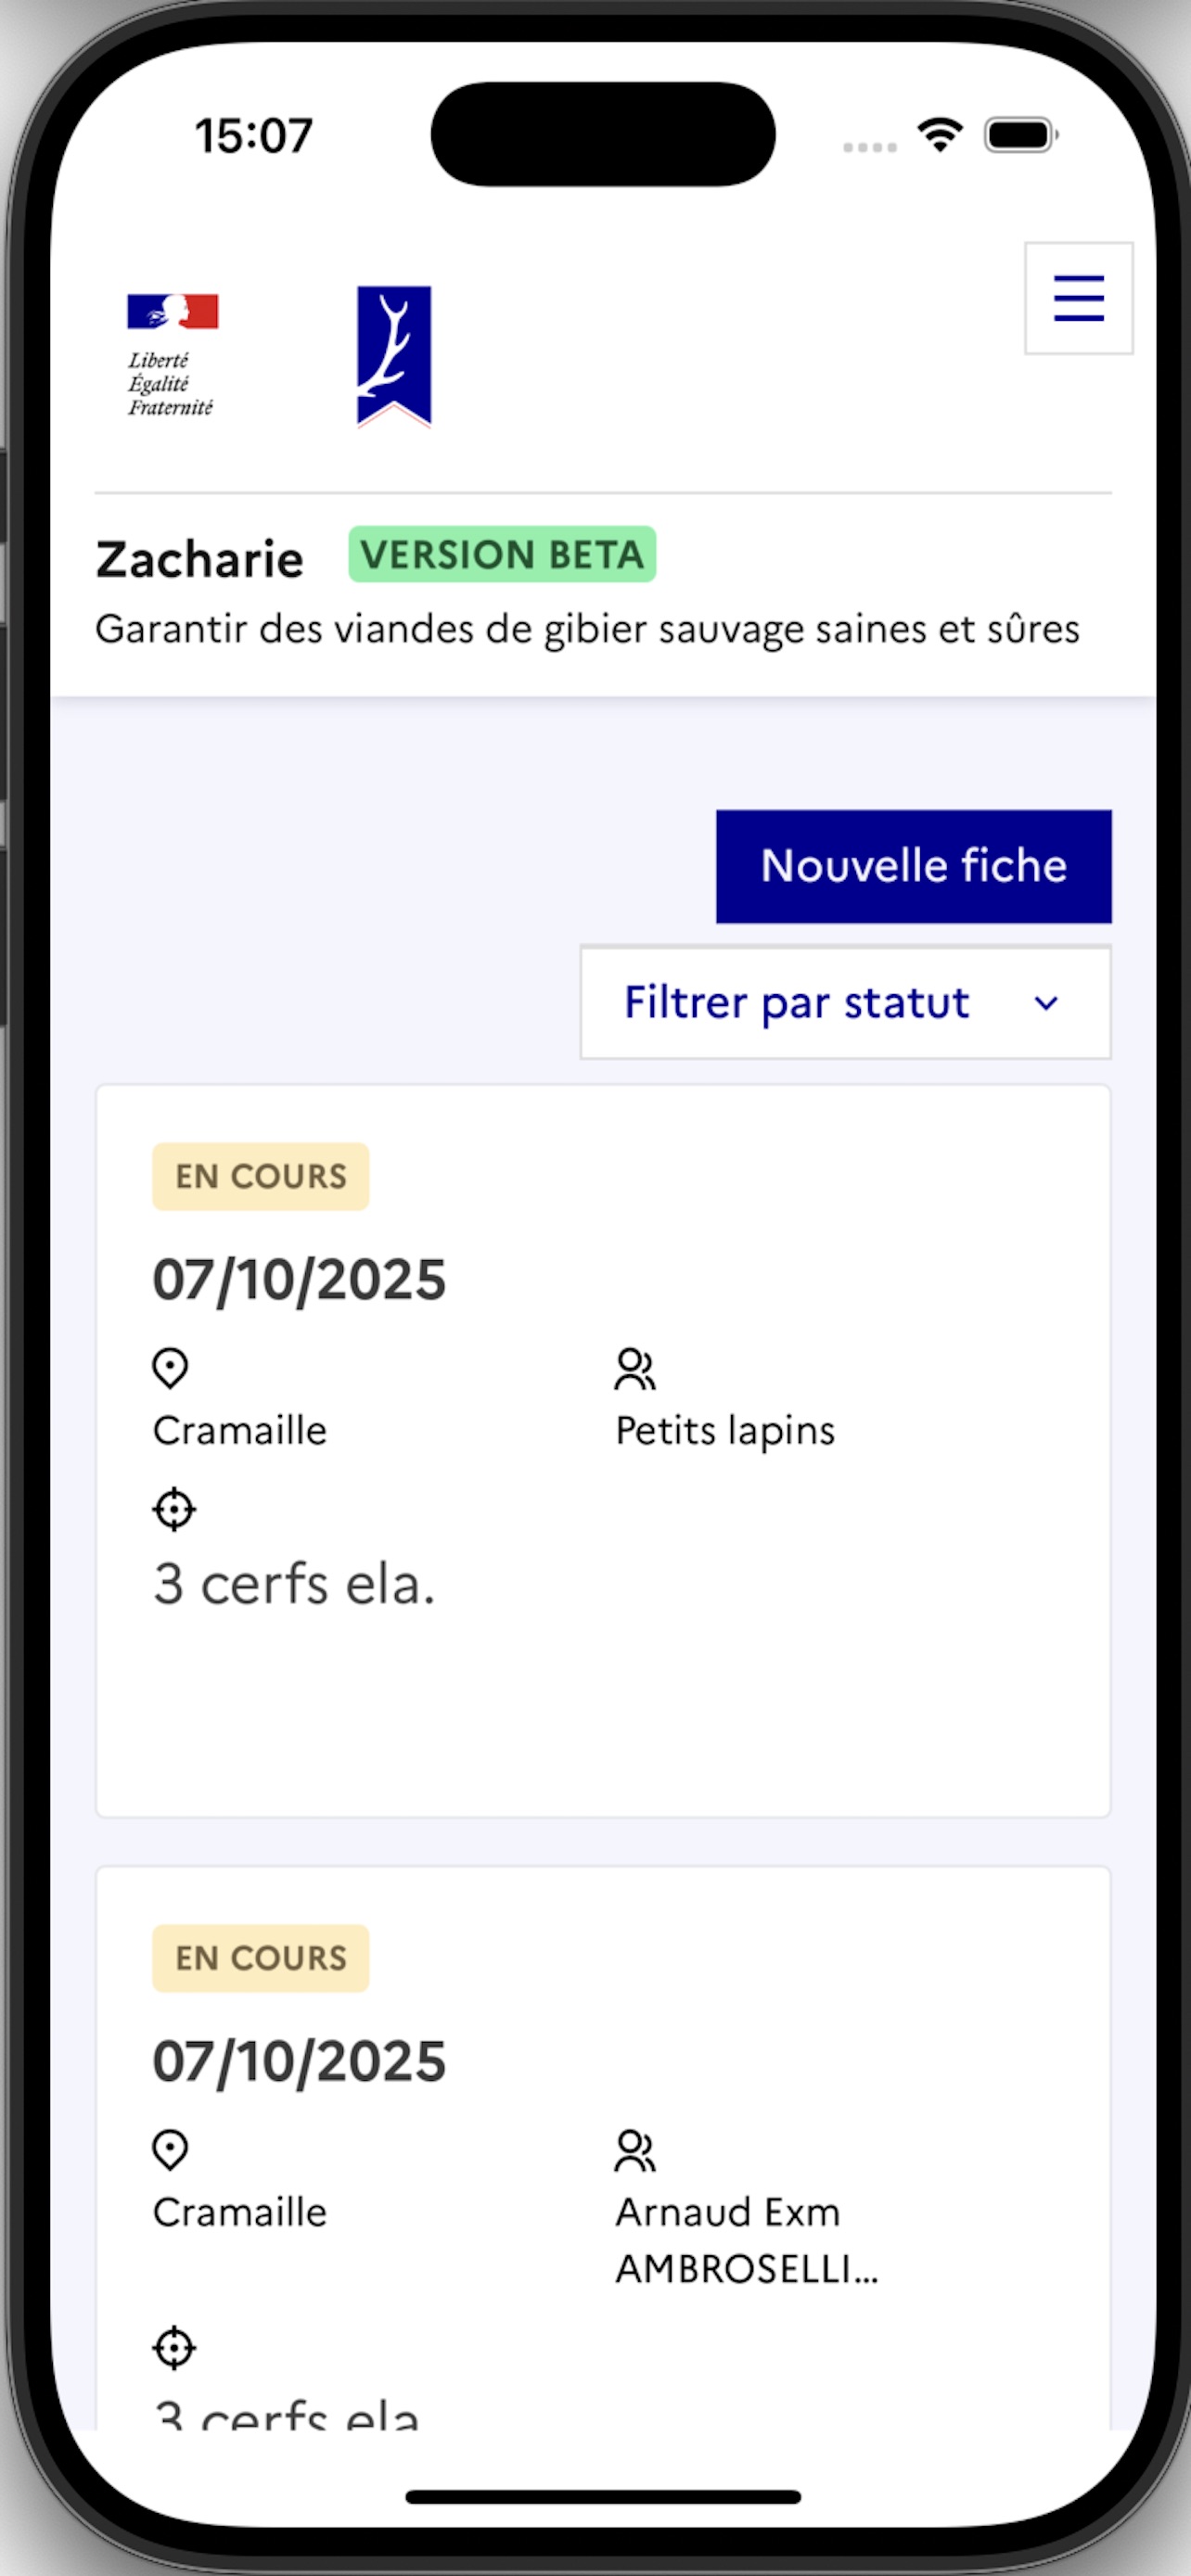 15:07
Liberté
Égalité
Fraternité
Zacharie VERSION BETA
Garantir des viandes de gibier sauvage saines et sûres
Nouvelle fiche
Filtrer par statut
EN COURS
07/10/2025
Cramaille Petits lapins
3 cerfs ela.
EN COURS
07/10/2025
Cramaille Arnaud Exm
AMBROSELLI...
3 cerfs ela